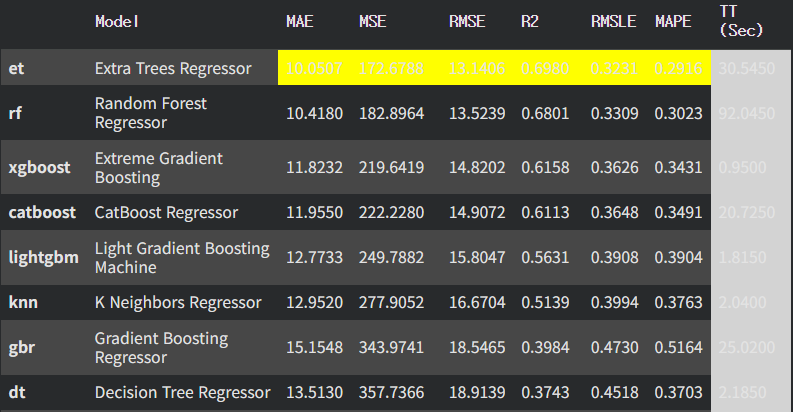 Model MAE MSE RMSE R2 RMSLE MAPE TT (Sec)
et Extra Trees Regressor 10.0507 172.6788 13.1406 0.6980 0.3231 0.2936 30.5450
rf Random Forest Regressor 10.4180 182.8964 13.5239 0.6801 0.3309 0.3023 92.0450
xgboost Extreme Gradient Boosting 11.8232 219.6419 14.8202 0.6158 0.3626 0.3431 0.9500
catboost CatBoost Regressor 11.9550 222.2280 14.9072 0.6113 0.3648 0.3491 20.7250
lightgbm Light Gradient Boosting Machine 12.7733 249.7882 15.8047 0.5631 0.3908 0.3904 1.8150
knn K Neighbors Regressor 12.9520 277.9052 16.6704 0.5139 0.3994 0.3763 2.0400
gbr Gradient Boosting Regressor 15.1548 343.9741 18.5465 0.3984 0.4730 0.5164 25.0200
dt Decision Tree Regressor 13.5130 357.7366 18.9139 0.3743 0.4518 0.3703 2.1850